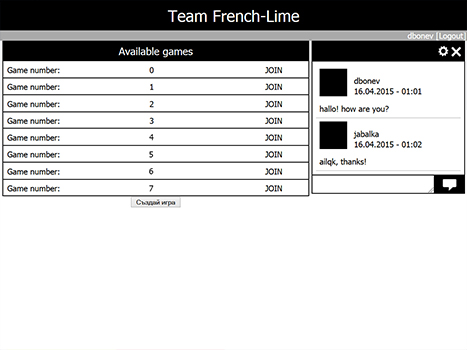 Team French-Lime
dbonev [Logout]
Available games
Game number: 0 JOIN
Game number: 1 JOIN
Game number: 2 JOIN
Game number: 3 JOIN
Game number: 4 JOIN
Game number: 5 JOIN
Game number: 6 JOIN
Game number: 7 JOIN
Създай игра
dbonev
16.04.2015 - 01:01
hallo! how are you?
jabalka
16.04.2015 - 01:02
ailqk, thanks!